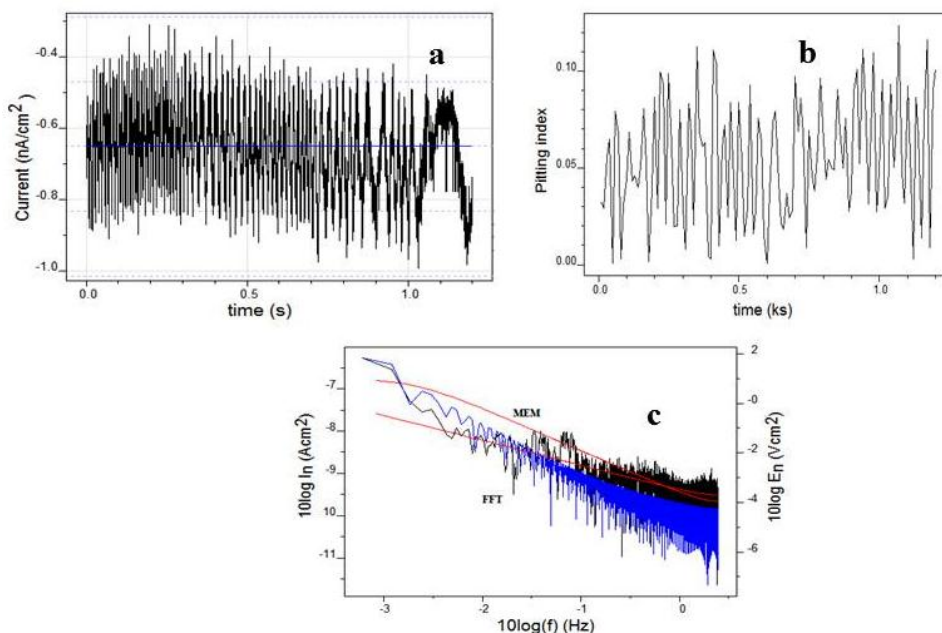 a
Current (nA/cm²)
-0.4
-0.6
-0.8
-1.0
0.0 0.5 1.0
time (s)
b
Pitting index
0.10
0.05
0.00
0.0 0.5 1.0
time (ks)
c
10log In (Acm2)
-7
-8
-9
10
-11
MEM
FFT
2
-0
-2
-4
-6
10log En (Vcm2)
-3 -2 -1 0
10log(f) (Hz)